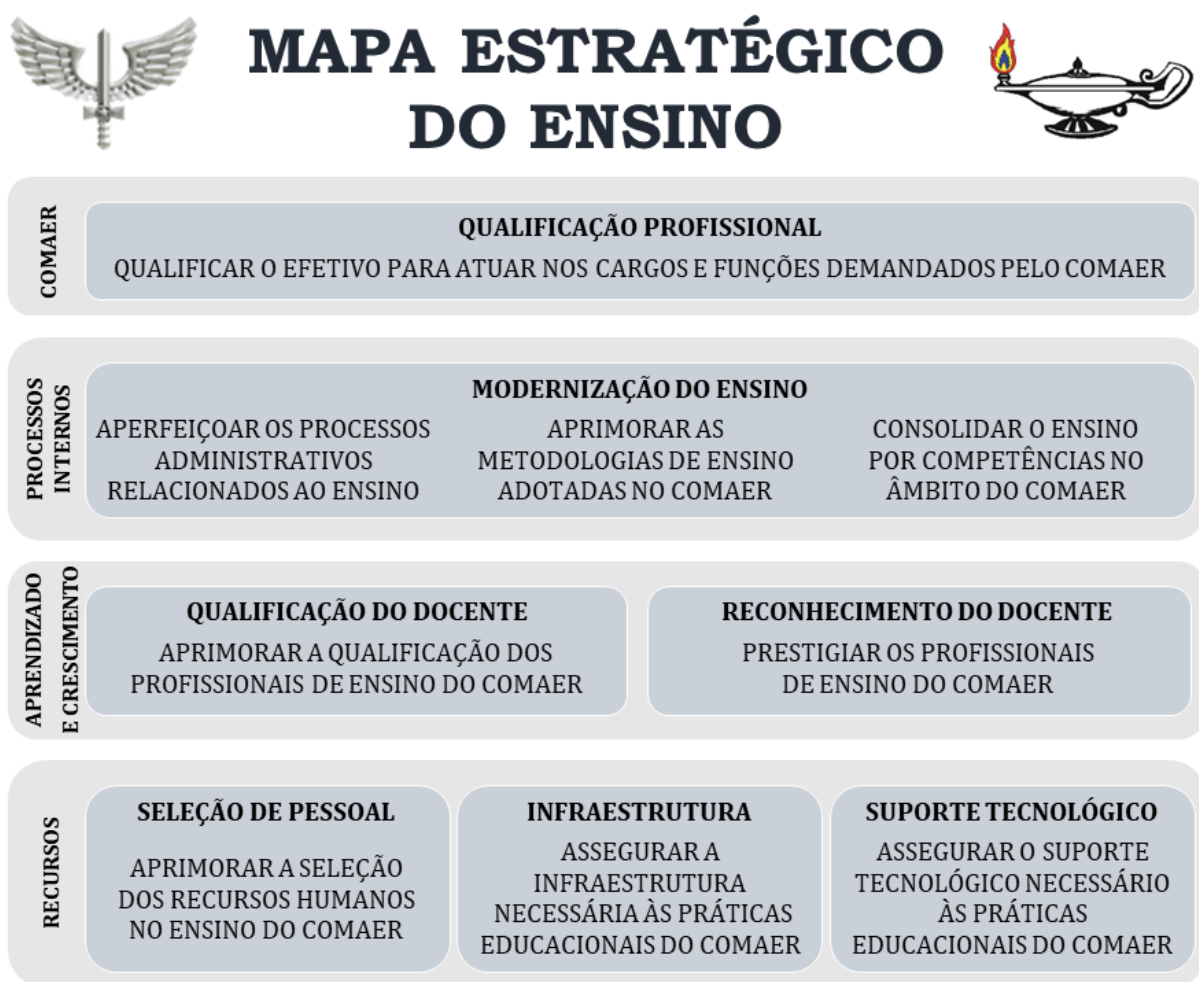 MAPA ESTRATÉGICO
DO ENSINO
COMAER
QUALIFICAÇÃO PROFISSIONAL
QUALIFICAR O EFETIVO PARA ATUAR NOS CARGOS E FUNÇÕES DEMANDADOS PELO COMAER
PROCESSOS
INTERNOS
MODERNIZAÇÃO DO ENSINO
APERFEIÇOAR OS PROCESSOS
ADMINISTRATIVOS
RELACIONADOS AO ENSINO
APRIMORAR AS
METODOLOGIAS DE ENSINO
ADOTADAS NO COMAER
CONSOLIDAR O ENSINO
POR COMPETÊNCIAS NO
ÂMBITO DO COMAER
APRENDIZADO
E CRESCIMENTO
QUALIFICAÇÃO DO DOCENTE
APRIMORAR A QUALIFICAÇÃO DOS
PROFISSIONAIS DE ENSINO DO COMAER
RECONHECIMENTO DO DOCENTE
PRESTIGIAR OS PROFISSIONAIS
DE ENSINO DO COMAER
RECURSOS
SELEÇÃO DE PESSOAL
APRIMORAR A SELEÇÃO
DOS RECURSOS HUMANOS
NO ENSINO DO COMAER
INFRAESTRUTURA
ASSEGURAR A
INFRAESTRUTURA
NECESSÁRIA ÀS PRÁTICAS
EDUCACIONAIS DO COMAER
SUPORTE TECNOLÓGICO
ASSEGURAR O SUPORTE
TECNOLÓGICO NECESSÁRIO
ÀS PRÁTICAS
EDUCACIONAIS DO COMAER